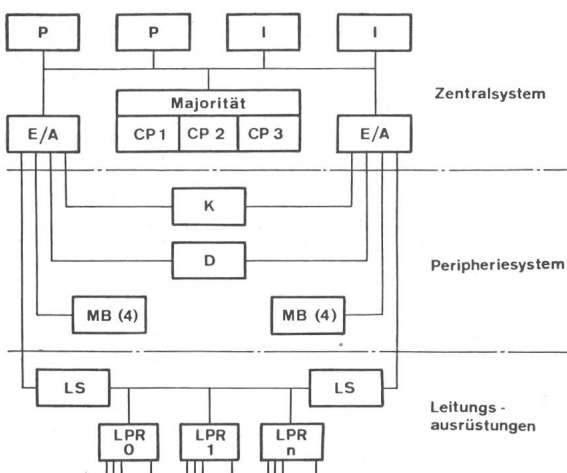 P
P
I
I
Zentralsystem
Majorität
E/A
CP 1
CP 2
CP 3
E/A
K
D
Peripheriesystem
MB (4)
MB (4)
LS
LS
Leitungs-
ausrüstungen
LPR
0
LPR
1
LPR
n